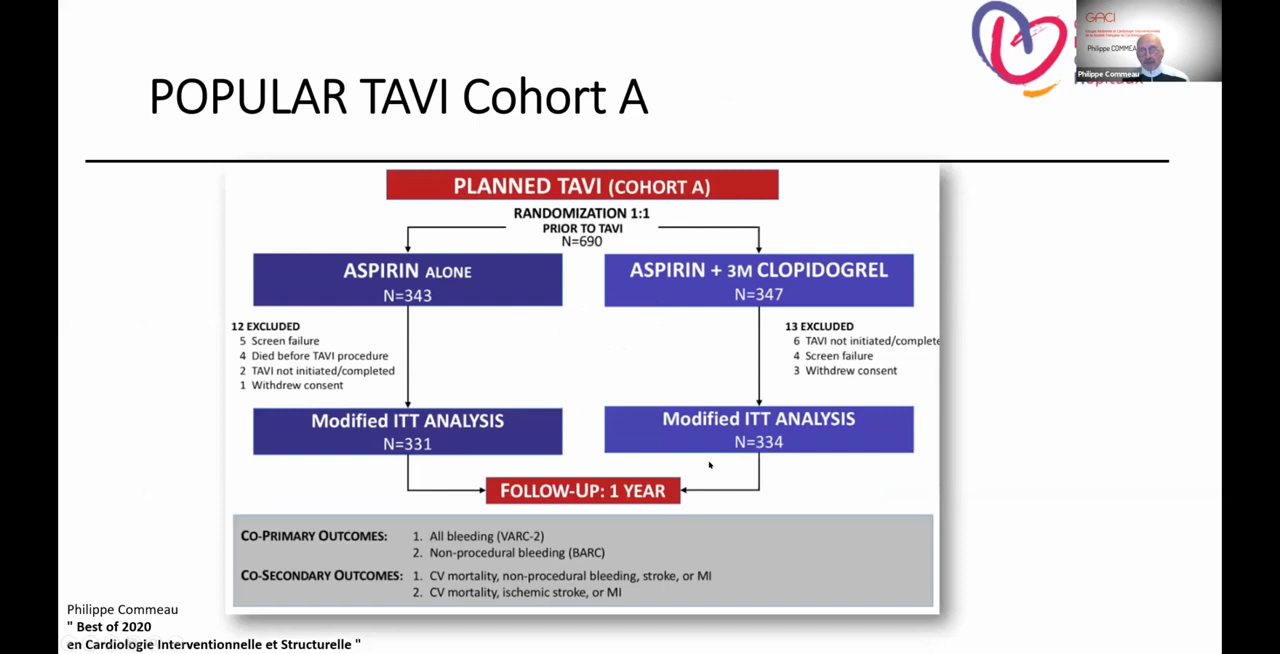 GACI
Philippe COMMEA
Philippe Commeau
POPULAR TAVI Cohort A
PLANNED TAVI (COHORT A)
RANDOMIZATION 1:1
PRIOR TO TAVI
N=690
ASPIRIN ALONE
N=343
ASPIRIN + 3M CLOPIDOGREL
N=347
12 EXCLUDED
5 Screen failure
4 Died before TAVI procedure
2 TAVI not initiated/completed
1 Withdrew consent
13 EXCLUDED
6 TAVI not initiated/complete
4 Screen failure
3 Withdrew consent
Modified ITT ANALYSIS
N=331
Modified ITT ANALYSIS
N=334
FOLLOW-UP: 1 YEAR
CO-PRIMARY OUTCOMES: 1. All bleeding (VARC-2)
2. Non-procedural bleeding (BARC)
CO-SECONDARY OUTCOMES: 1. CV mortality, non-procedural bleeding, stroke, or MI
2. CV mortality, ischemic stroke, or MI
Philippe Commeau
" Best of 2020
en Cardiologie Interventionnelle et Structurelle "